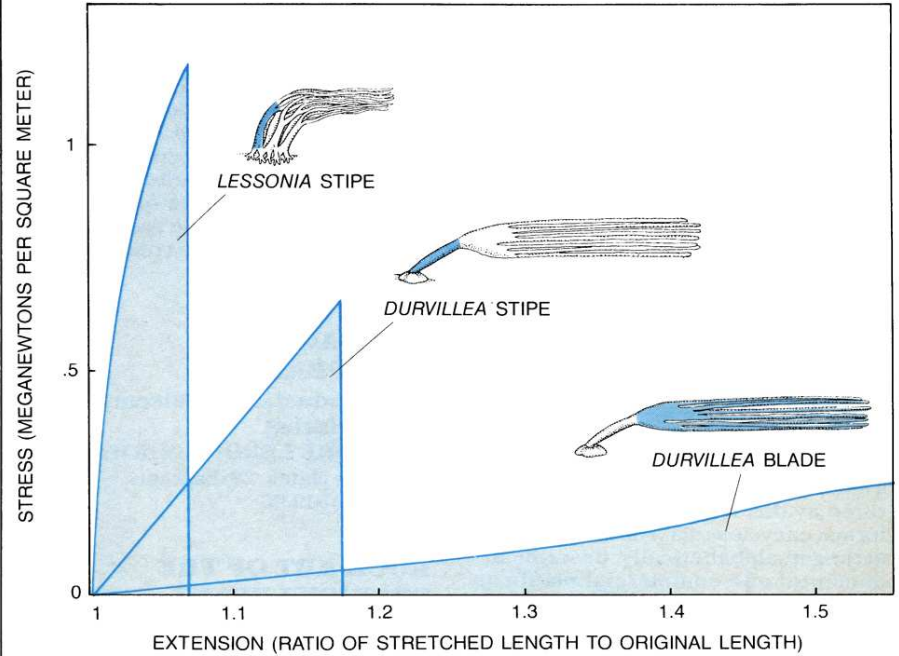 STRESS (MEGANEWTONS PER SQUARE METER)
1
.5
0
LESSONIA STIPE
DURVILLEA STIPE
DURVILLEA BLADE
1
1.1
1.2
1.3
1.4
1.5
EXTENSION (RATIO OF STRETCHED LENGTH TO ORIGINAL LENGTH)